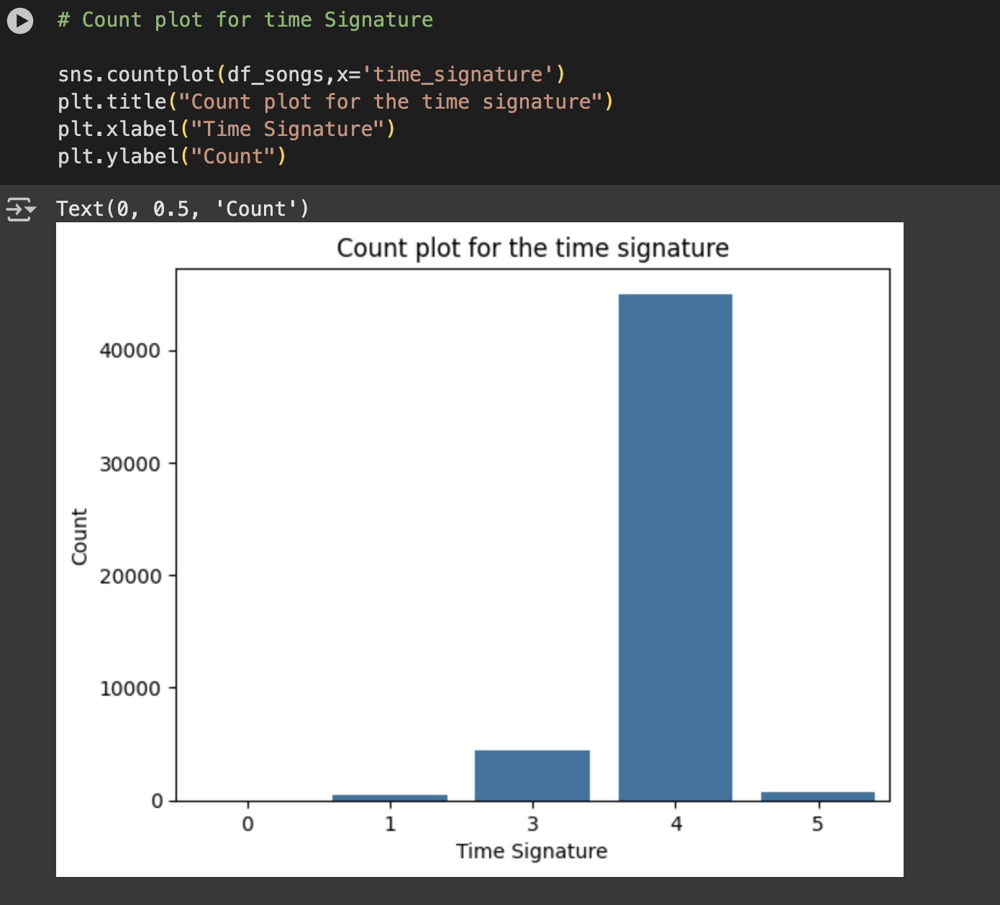 # Count plot for time Signature
sns.countplot(df_songs,x='time_signature')
plt.title("Count plot for the time signature")
plt.xlabel("Time Signature")
plt.ylabel("Count")
Text(0, 0.5, 'Count')
Count plot for the time signature
40000
30000
Count
20000
10000
0
0 1 3 4 5
Time Signature